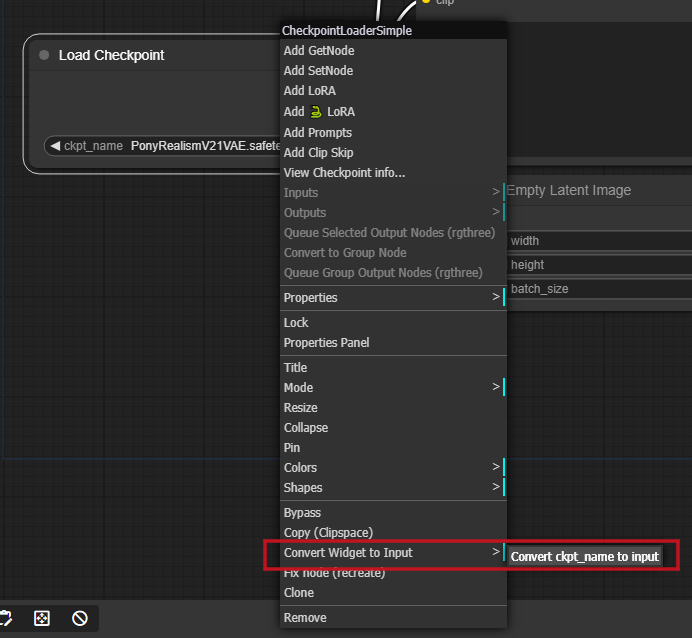 clip
Load Checkpoint
ckpt_name PonyRealismV21VAE.safete
CheckpointLoaderSimple
Add GetNode
Add SetNode
Add LoRA
Add 🐍 LoRA
Add Prompts
Add Clip Skip
View Checkpoint info...
Inputs >
Outputs >
Queue Selected Output Nodes (rgthree)
Convert to Group Node
Queue Group Output Nodes (rgthree)
Properties >
Lock
Properties Panel
Title
Mode >
Resize
Collapse
Pin
Colors >
Shapes >
Bypass
Copy (Clipspace)
Convert Widget to Input >
Convert ckpt_name to input
Fix node (recreate)
Clone
Remove
Empty Latent Image
width
height
batch_size